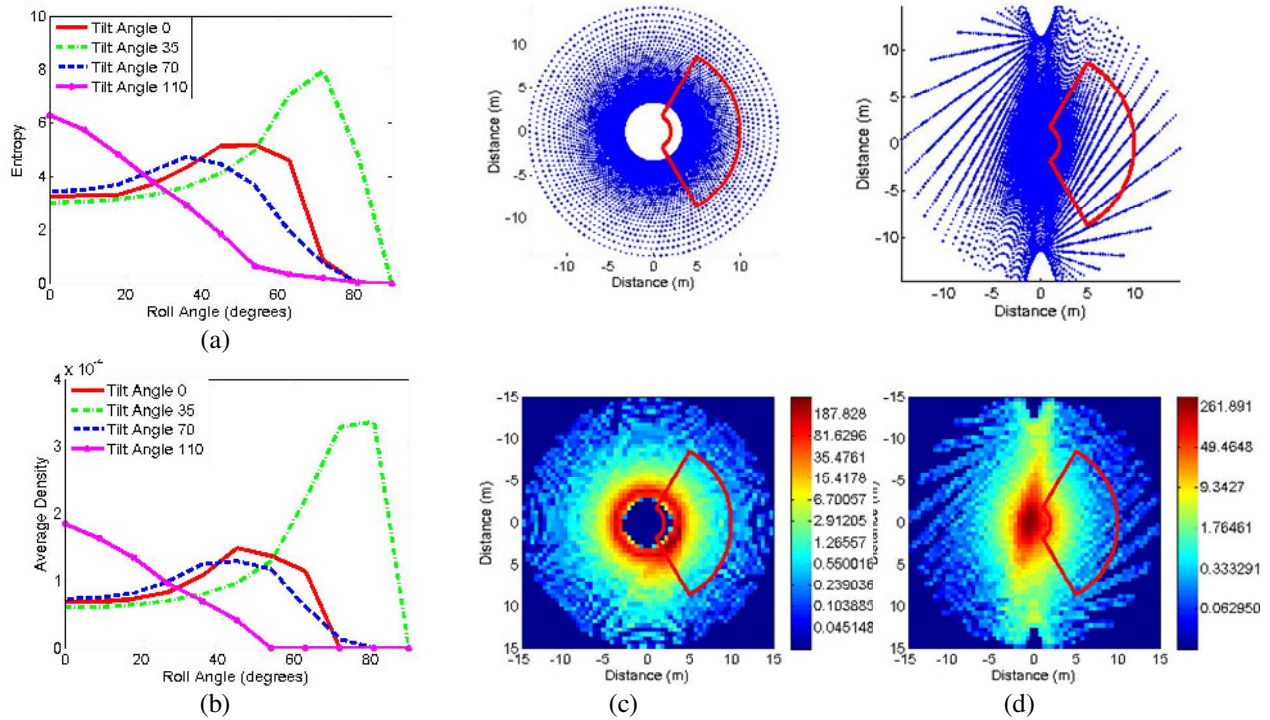 10
8
6
4
2
0
Entropy
Tilt Angle 0
Tilt Angle 35
Tilt Angle 70
Tilt Angle 110
0 20 40 60 80
Roll Angle (degrees)
(a)
10
5
0
-5
-10
Distance (m)
-10 -5 0 5 10
Distance (m)
10
5
0
-5
-10
Distance (m)
-10 -5 0 5 10
Distance (m)
4
3
2
1
0
Average Density
Tilt Angle 0
Tilt Angle 35
Tilt Angle 70
Tilt Angle 110
0 20 40 60 80
Roll Angle (degrees)
(b)
-15
-10
-5
0
5
10
15
Distance (m)
-15 -10 -5 0 5 10 15
Distance (m)
187.828
81.6296
35.4761
15.4178
6.70057
2.91205
1.26557
0.550016
0.239036
0.103885
0.045148
(c)
-15
-10
-5
0
5
10
15
Distance (m)
-15 -10 -5 0 5 10 15
Distance (m)
261.891
49.4648
9.3427
1.76461
0.333291
0.062950
(d)